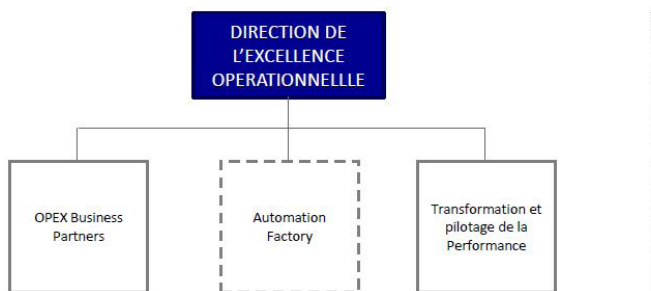 DIRECTION DE
L'EXCELLENCE
OPERATIONNELLLE
OPEX Business
Partners
Automation
Factory
Transformation et
pilotage de la
Performance